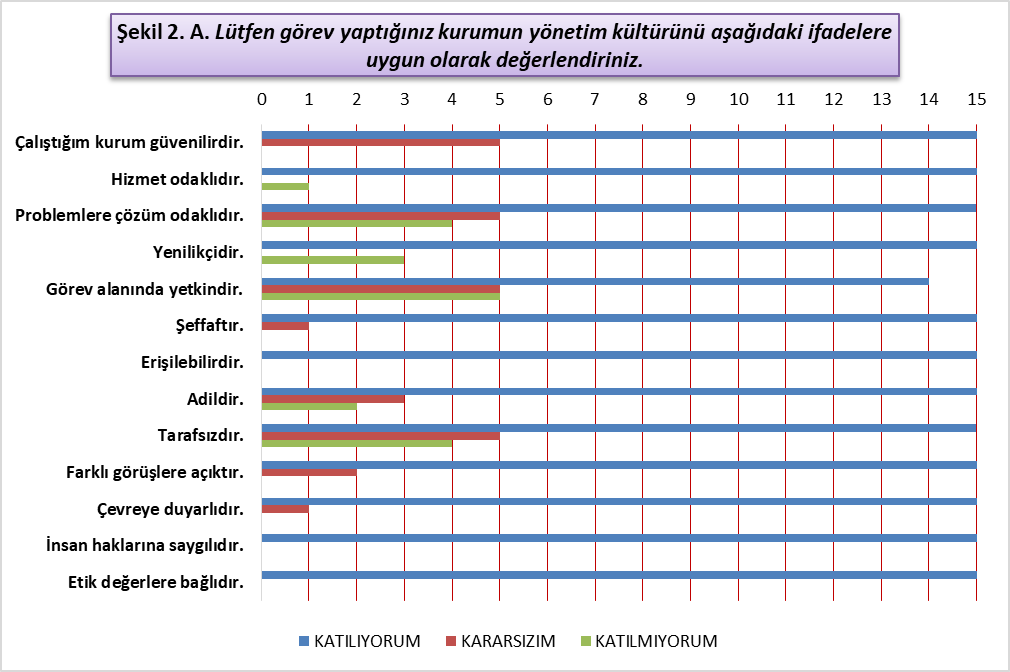 Şekil 2. A. Lütfen görev yaptığınız kurumun yönetim kültürünü aşağıdaki ifadelere
uygun olarak değerlendiriniz.
0 1 2 3 4 5 6 7 8 9 10 11 12 13 14 15
Çalıştığım kurum güvenilirdir.
Hizmet odaklıdır.
Problemlere çözüm odaklıdır.
Yenilikçidir.
Görev alanında yetkindir.
Şeffaftır.
Erişilebilirdir.
Adildir.
Tarafsızdır.
Farklı görüşlere açıktır.
Çevreye duyarlıdır.
İnsan haklarına saygılıdır.
Etik değerlere bağlıdır.
KATILIYORUM KARARSIZIM KATILMIYORUM